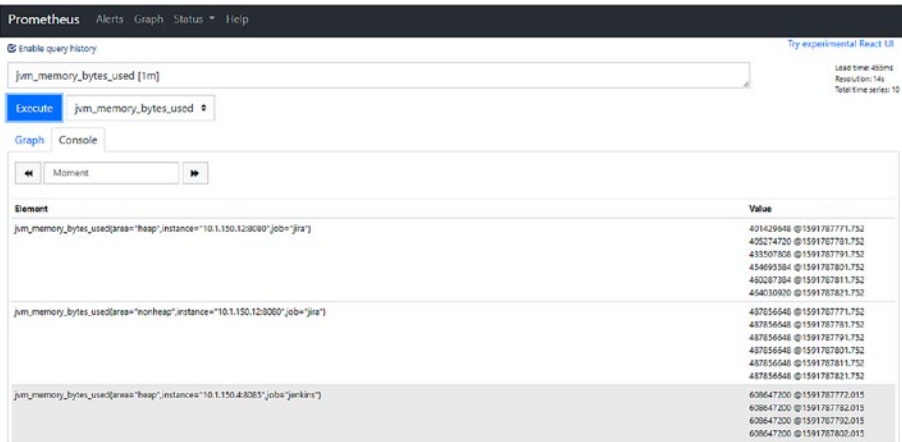 Prometheus Alerts Graph Status Help
Enable query history
Try experimental React UI
jvm_memory_bytes_used [1m]
Load time: 455ms
Resolution: 14s
Total time series: 10
Execute jvm_memory_bytes_used
Graph Console
Moment
Element Value
jvm_memory_bytes_used{area="heap",instance="10.1.150.12:8080",job="jira"} 401429648 @1591787771.752
405274720 @1591787781.752
433507808 @1591787791.752
454695584 @1591787801.752
460287384 @1591787811.752
464030920 @1591787821.752
jvm_memory_bytes_used{area="nonheap",instance="10.1.150.12:8080",job="jira"} 487856648 @1591787771.752
487856648 @1591787781.752
487856648 @1591787791.752
487856648 @1591787801.752
487856648 @1591787811.752
487856648 @1591787821.752
jvm_memory_bytes_used{area="heap",instance="10.1.150.4:8085",job="jenkins"} 608647200 @1591787772.015
608647200 @1591787782.015
608647200 @1591787792.015
608647200 @1591787802.015